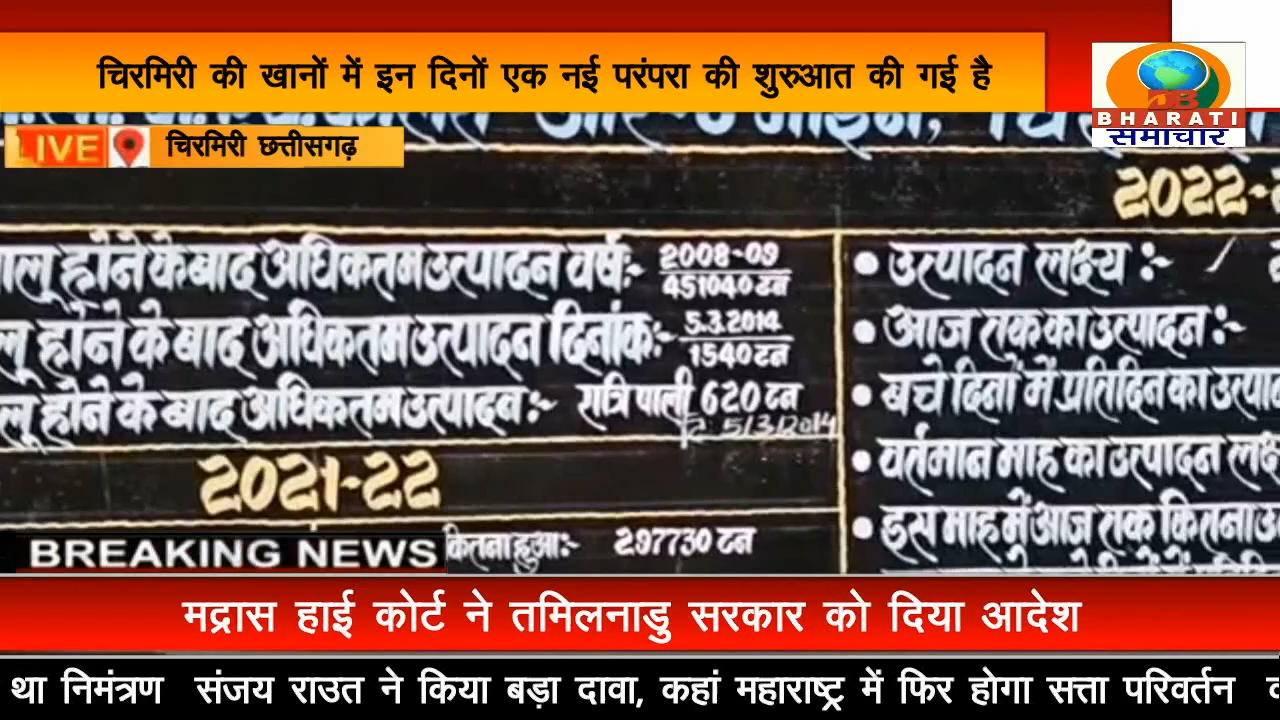 चिरमिरी की खानों में इन दिनों एक नई परंपरा की शुरुआत की गई है
BHARATI
समाचार
LIVE
चिरमिरी छत्तीसगढ़
2022-
होने के बाद अधिकतम उत्पादन वर्ष:- 2008-09
451040 टन
होने के बाद अधिकतम उत्पादन दिनांक:- 5.3.2014
1540 टन
होने के बाद अधिकतम उत्पादन:- रात्रि पाली 620 टन
5/3/2014
2021-22
कितना हुआ:- 297730 टन
• उत्पादन लक्ष्य :-
• आज तक का उत्पादन :-
• बचे दिनों में प्रतिदिन का
• वर्तमान माह का उत्पादन
• इस माह में आज तक
BREAKING NEWS
मद्रास हाई कोर्ट ने तमिलनाडु सरकार को दिया आदेश
था निमंत्रण संजय राउत ने किया बड़ा दावा, कहां महाराष्ट्र में फिर होगा सत्ता परिवर्तन